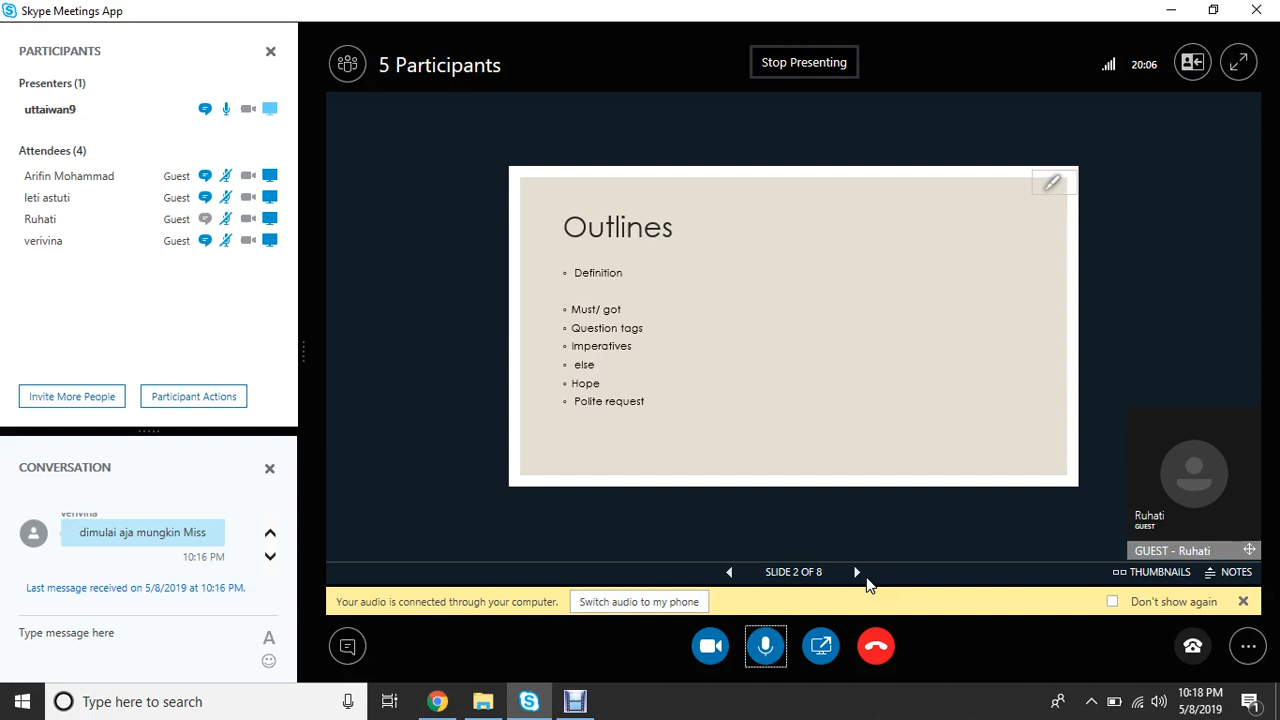 Skype Meetings App
PARTICIPANTS
Presenters (1)
uttaiwan9
Attendees (4)
Arifin Mohammad Guest
leti astuti Guest
Ruhati Guest
verivina Guest
Invite More People
Participant Actions
CONVERSATION
verivina
dimulai aja mungkin Miss
10:16 PM
Last message received on 5/8/2019 at 10:16 PM.
Type message here
A
5 Participants
Stop Presenting
20:06
Outlines
Definition
Must/ got
Question tags
Imperatives
else
Hope
Polite request
Ruhati
GUEST
GUEST - Ruhati
SLIDE 2 OF 8
THUMBNAILS
NOTES
Your audio is connected through your computer.
Switch audio to my phone
Don't show again
Type here to search
10:18 PM
5/8/2019
1